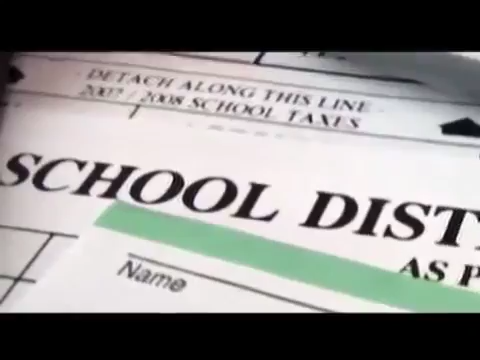 DETACH ALONG THIS LINE
2007 / 2008 SCHOOL TAXES
SCHOOL DIST
AS P
Name